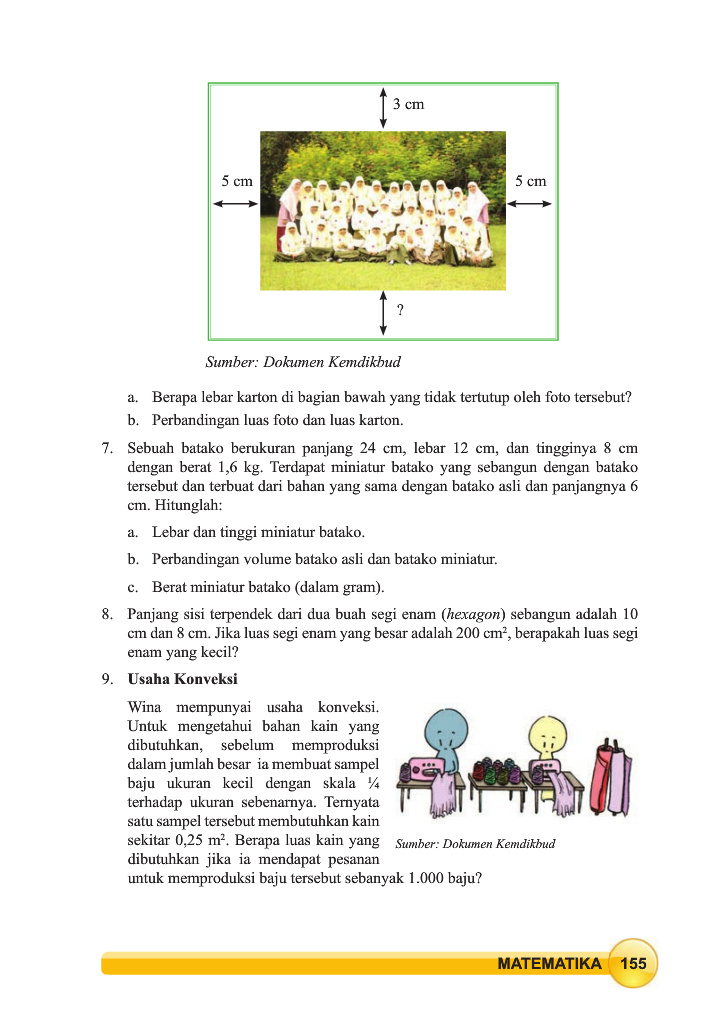 3 cm
5 cm
5 cm
?
Sumber: Dokumen Kemdikbud
a. Berapa lebar karton di bagian bawah yang tidak tertutup oleh foto tersebut?
b. Perbandingan luas foto dan luas karton.
7. Sebuah batako berukuran panjang 24 cm, lebar 12 cm, dan tingginya 8 cm
dengan berat 1,6 kg. Terdapat miniatur batako yang sebangun dengan batako
tersebut dan terbuat dari bahan yang sama dengan batako asli dan panjangnya 6
cm. Hitunglah:
a. Lebar dan tinggi miniatur batako.
b. Perbandingan volume batako asli dan batako miniatur.
c. Berat miniatur batako (dalam gram).
8. Panjang sisi terpendek dari dua buah segi enam (hexagon) sebangun adalah 10
cm dan 8 cm. Jika luas segi enam yang besar adalah 200 cm², berapakah luas segi
enam yang kecil?
9. Usaha Konveksi
Wina mempunyai usaha konveksi.
Untuk mengetahui bahan kain yang
dibutuhkan, sebelum memproduksi
dalam jumlah besar ia membuat sampel
baju ukuran kecil dengan skala ¼
terhadap ukuran sebenarnya. Ternyata
satu sampel tersebut membutuhkan kain
sekitar 0,25 m². Berapa luas kain yang
dibutuhkan jika ia mendapat pesanan
untuk memproduksi baju tersebut sebanyak 1.000 baju?
Sumber: Dokumen Kemdikbud
MATEMATIKA 155